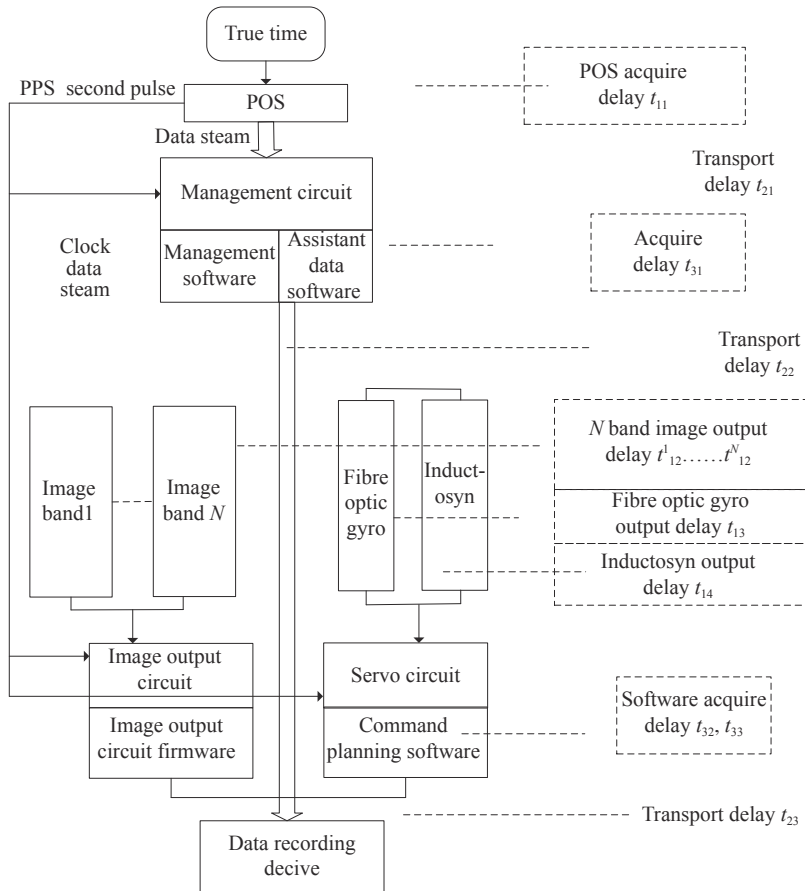 True time
PPS second pulse
POS
POS acquire
delay t11
Data steam
Transport
delay t21
Management circuit
Clock
data
steam
Management
software
Assistant
data
software
Acquire
delay t31
Transport
delay t22
Image
band1
Image
band N
Fibre
optic
gyro
Induct-
osyn
N band image output
delay t^1_12……t^N_12
Fibre optic gyro
output delay t13
Inductosyn output
delay t14
Image output
circuit
Servo circuit
Image output
circuit firmware
Command
planning software
Software acquire
delay t32, t33
Transport delay t23
Data recording
decive